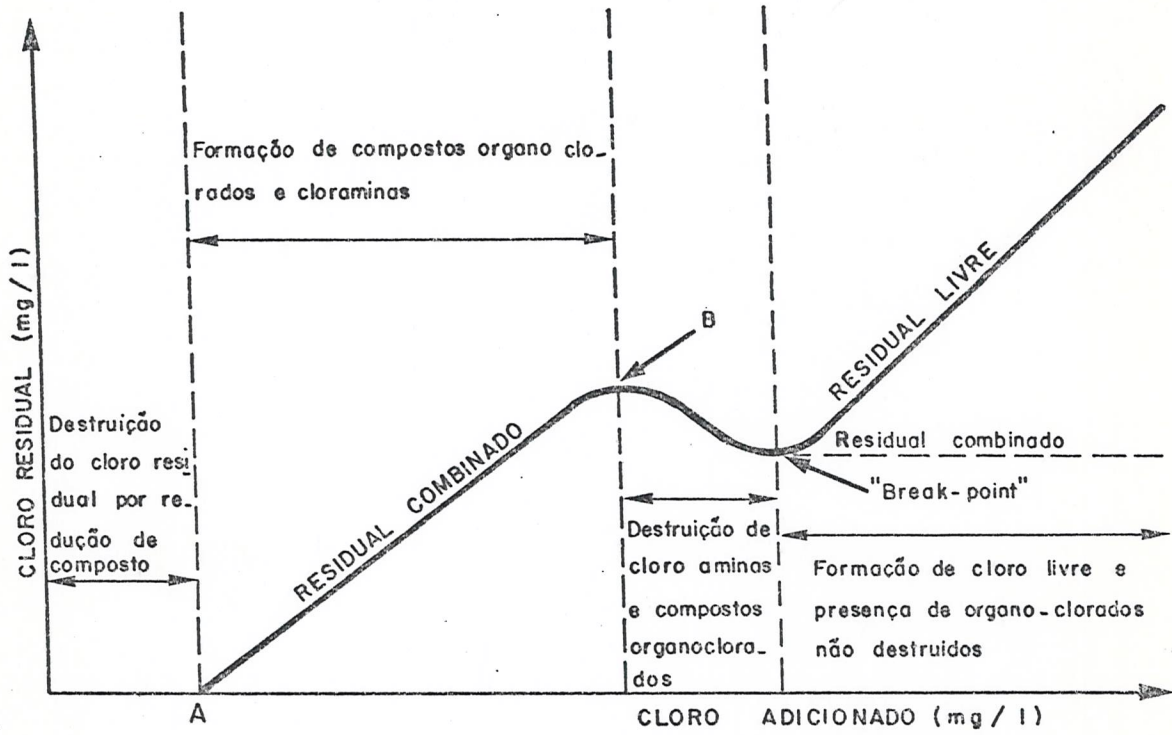 CLORO RESIDUAL (mg/l)
Formação de compostos organo clo-
rados e cloraminas
B
RESIDUAL LIVRE
RESIDUAL COMBINADO
Destruição
do cloro resi
dual por re-
dução de
composto
Residual combinado
"Break-point"
Destruição de
cloro aminas
e compostos
organoclora-
dos
Formação de cloro livre e
presença de organo-clorados
não destruidos
A
CLORO ADICIONADO (mg/l)